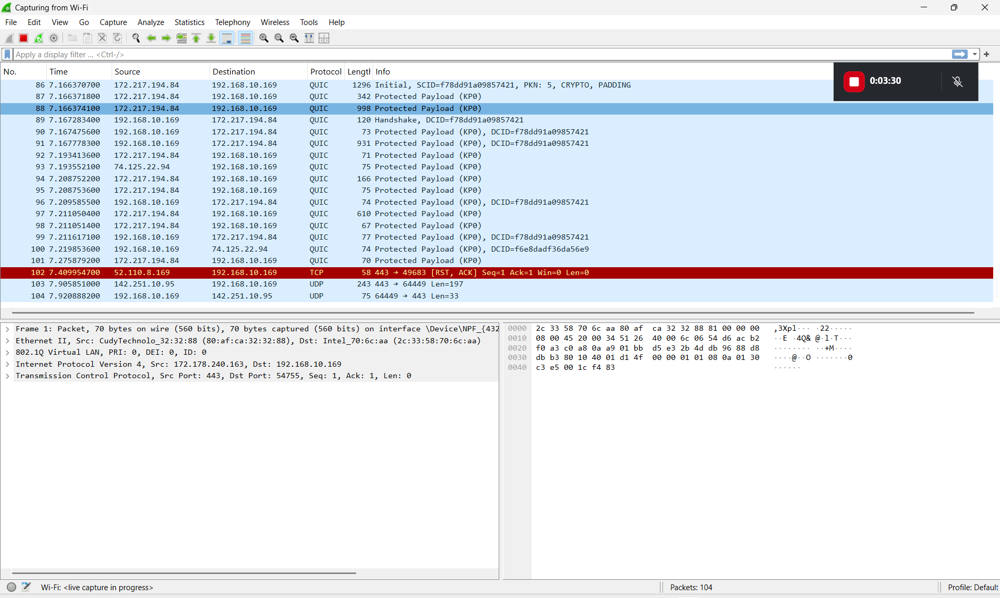 Capturing from Wi-Fi
File Edit View Go Capture Analyze Statistics Telephony Wireless Tools Help
Apply a display filter ... <Ctrl-/>
No. Time Source Destination Protocol Length Info
0:03:30
86 7.166370700 172.217.194.84 192.168.10.169 QUIC 1296 Initial, SCID=f78dd91a09857421, PKN: 5, CRYPTO, PADDING
87 7.166371800 172.217.194.84 192.168.10.169 QUIC 342 Protected Payload (KP0)
88 7.166374100 172.217.194.84 192.168.10.169 QUIC 998 Protected Payload (KP0)
89 7.167283400 192.168.10.169 172.217.194.84 QUIC 120 Handshake, DCID=f78dd91a09857421
90 7.167475600 192.168.10.169 172.217.194.84 QUIC 73 Protected Payload (KP0), DCID=f78dd91a09857421
91 7.167778300 192.168.10.169 172.217.194.84 QUIC 931 Protected Payload (KP0), DCID=f78dd91a09857421
92 7.193413600 172.217.194.84 192.168.10.169 QUIC 71 Protected Payload (KP0)
93 7.193552100 74.125.22.94 192.168.10.169 QUIC 75 Protected Payload (KP0)
94 7.208752200 172.217.194.84 192.168.10.169 QUIC 166 Protected Payload (KP0)
95 7.208753600 172.217.194.84 192.168.10.169 QUIC 75 Protected Payload (KP0)
96 7.209585500 192.168.10.169 172.217.194.84 QUIC 74 Protected Payload (KP0), DCID=f78dd91a09857421
97 7.211050400 172.217.194.84 192.168.10.169 QUIC 610 Protected Payload (KP0)
98 7.211051400 172.217.194.84 192.168.10.169 QUIC 67 Protected Payload (KP0)
99 7.211617100 192.168.10.169 172.217.194.84 QUIC 77 Protected Payload (KP0), DCID=f78dd91a09857421
100 7.219853600 192.168.10.169 74.125.22.94 QUIC 74 Protected Payload (KP0), DCID=f6e8dadf36da56e9
101 7.275879200 172.217.194.84 192.168.10.169 QUIC 70 Protected Payload (KP0)
102 7.409954700 52.110.8.169 192.168.10.169 TCP 58 443 → 49683 [RST, ACK] Seq=1 Ack=1 Win=0 Len=0
103 7.905851000 142.251.10.95 192.168.10.169 UDP 243 443 → 64449 Len=197
104 7.920888200 192.168.10.169 142.251.10.95 UDP 75 64449 → 443 Len=33
Frame 1: Packet, 70 bytes on wire (560 bits), 70 bytes captured (560 bits) on interface \Device\NPF_{432
Ethernet II, Src: CudyTechnolo_32:32:88 (80:af:ca:32:32:88), Dst: Intel_70:6c:aa (2c:33:58:70:6c:aa)
802.1Q Virtual LAN, PRI: 0, DEI: 0, ID: 0
Internet Protocol Version 4, Src: 172.178.240.163, Dst: 192.168.10.169
Transmission Control Protocol, Src Port: 443, Dst Port: 54755, Seq: 1, Ack: 1, Len: 0
0000 2c 33 58 70 6c aa 80 af ca 32 32 88 81 00 00 00 ,3Xpl··· ·22·····
0010 08 00 45 20 00 34 51 26 40 00 6c 06 54 d6 ac b2 ··E ·4Q& @·l·T···
0020 f0 a3 c0 a8 0a a9 01 bb d5 e3 2b 4d db 96 88 d8 ········ ··+M····
0030 db b3 80 10 40 01 d1 4f 00 00 01 01 08 0a 01 30 ····@··O ·······0
0040 c3 e5 00 1c f4 83 ······
Wi-Fi: <live capture in progress> Packets: 104 Profile: Default